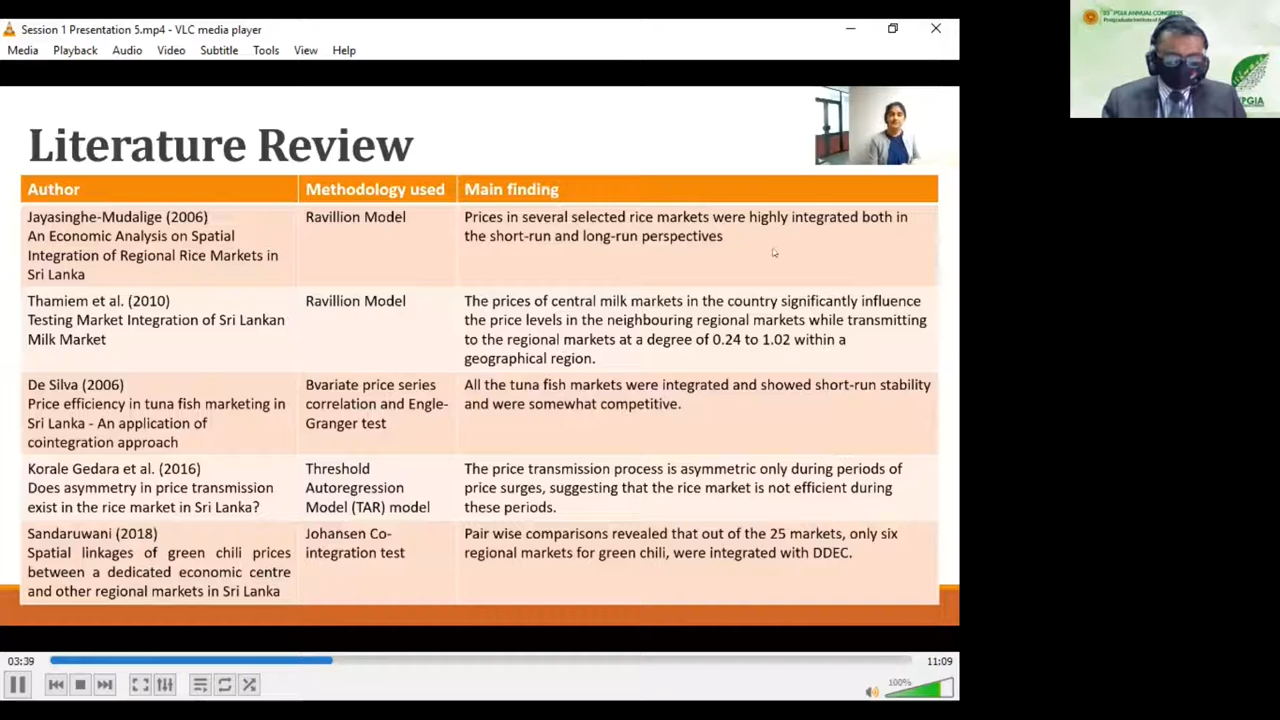 Session 1 Presentation 5.mp4 - VLC media player
Media Playback Audio Video Subtitle Tools View Help
PGIA ANNUAL CONGRESS
Literature Review
Author
Methodology used
Main finding
Jayasinghe-Mudalige (2006)
An Economic Analysis on Spatial
Integration of Regional Rice Markets in
Sri Lanka
Ravillion Model
Prices in several selected rice markets were highly integrated both in
the short-run and long-run perspectives
Thamiem et al. (2010)
Testing Market Integration of Sri Lankan
Milk Market
Ravillion Model
The prices of central milk markets in the country significantly influence
the price levels in the neighbouring regional markets while transmitting
to the regional markets at a degree of 0.24 to 1.02 within a
geographical region.
De Silva (2006)
Price efficiency in tuna fish marketing in
Sri Lanka - An application of
cointegration approach
Bvariate price series
correlation and Engle-
Granger test
All the tuna fish markets were integrated and showed short-run stability
and were somewhat competitive.
Korale Gedara et al. (2016)
Does asymmetry in price transmission
exist in the rice market in Sri Lanka?
Threshold
Autoregression
Model (TAR) model
The price transmission process is asymmetric only during periods of
price surges, suggesting that the rice market is not efficient during
these periods.
Sandaruwani (2018)
Spatial linkages of green chili prices
between a dedicated economic centre
and other regional markets in Sri Lanka
Johansen Co-
integration test
Pair wise comparisons revealed that out of the 25 markets, only six
regional markets for green chili, were integrated with DDEC.
03:39
11:09
100%
PGIA